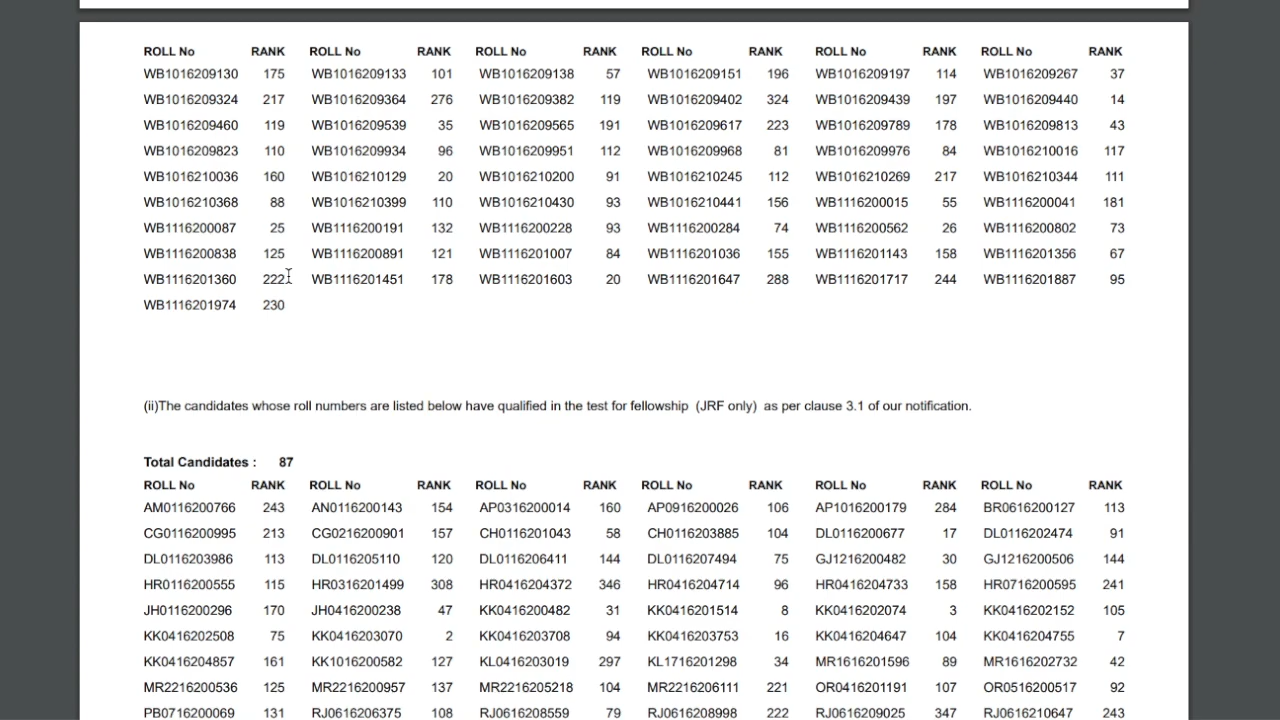 ROLL No RANK ROLL No RANK ROLL No RANK ROLL No RANK ROLL No RANK ROLL No RANK
WB1016209130 175 WB1016209133 101 WB1016209138 57 WB1016209151 196 WB1016209197 114 WB1016209267 37
WB1016209324 217 WB1016209364 276 WB1016209382 119 WB1016209402 324 WB1016209439 197 WB1016209440 14
WB1016209460 119 WB1016209539 35 WB1016209565 191 WB1016209617 223 WB1016209789 178 WB1016209813 43
WB1016209823 110 WB1016209934 96 WB1016209951 112 WB1016209968 81 WB1016209976 84 WB1016210016 117
WB1016210036 160 WB1016210129 20 WB1016210200 91 WB1016210245 112 WB1016210269 217 WB1016210344 111
WB1016210368 88 WB1016210399 110 WB1016210430 93 WB1016210441 156 WB1116200015 55 WB1116200041 181
WB1116200087 25 WB1116200191 132 WB1116200228 93 WB1116200284 74 WB1116200562 26 WB1116200802 73
WB1116200838 125 WB1116200891 121 WB1116201007 84 WB1116201036 155 WB1116201143 158 WB1116201356 67
WB1116201360 222 WB1116201451 178 WB1116201603 20 WB1116201647 288 WB1116201717 244 WB1116201887 95
WB1116201974 230
(ii)The candidates whose roll numbers are listed below have qualified in the test for fellowship (JRF only) as per clause 3.1 of our notification.
Total Candidates : 87
ROLL No RANK ROLL No RANK ROLL No RANK ROLL No RANK ROLL No RANK ROLL No RANK
AM0116200766 243 AN0116200143 154 AP0316200014 160 AP0916200026 106 AP1016200179 284 BR0616200127 113
CG0116200995 213 CG0216200901 157 CH0116201043 58 CH0116203885 104 DL0116200677 17 DL0116202474 91
DL0116203986 113 DL0116205110 120 DL0116206411 144 DL0116207494 75 GJ1216200482 30 GJ1216200506 144
HR0116200555 115 HR0316201499 308 HR0416204372 346 HR0416204714 96 HR0416204733 158 HR0716200595 241
JH0116200296 170 JH0416200238 47 KK0416200482 31 KK0416201514 8 KK0416202074 3 KK0416202152 105
KK0416202508 75 KK0416203070 2 KK0416203708 94 KK0416203753 16 KK0416204647 104 KK0416204755 7
KK0416204857 161 KK1016200582 127 KL0416203019 297 KL1716201298 34 MR1616201596 89 MR1616202732 42
MR2216200536 125 MR2216200957 137 MR2216205218 104 MR2216206111 221 OR0416201191 107 OR0516200517 92
PB0716200069 131 RJ0616206375 108 RJ0616208559 79 RJ0616208998 222 RJ0616209025 347 RJ0616210647 243